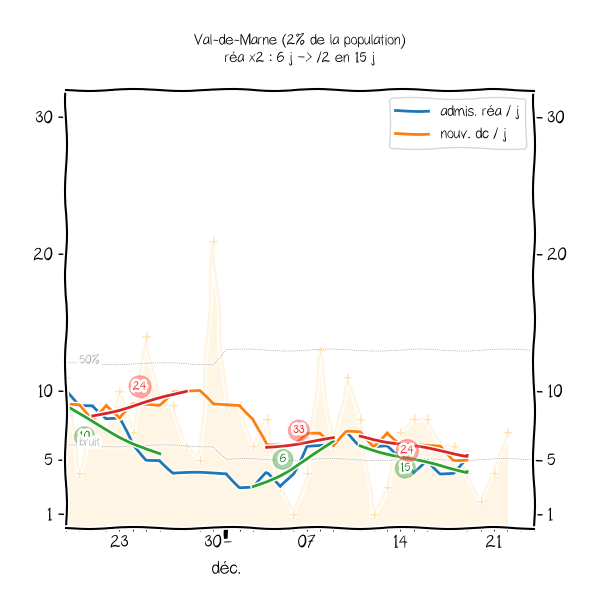 Val-de-Marne (2% de la population)
réa x2 : 6 j -> /2 en 15 j
admis. réa / j
nouv. dc / j
30 30
20 20
50%
10 24 10
33
10 bruit 6 24
5 15 5
1 1
23 30 07 14 21
déc.